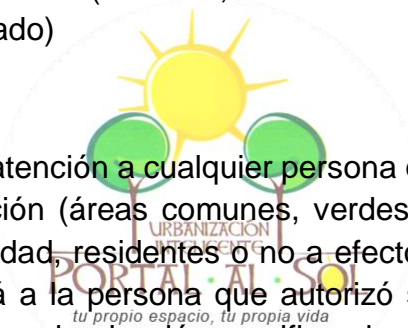 ado)
atención a cualquier persona
ción (áreas comunes, verdes
URBANIZACIÓN
INTELIGENTE
dad, residentes o no a efecto
PORTAL · AL · SOL
á a la persona que autorizó s
tu propio espacio, tu propia vida